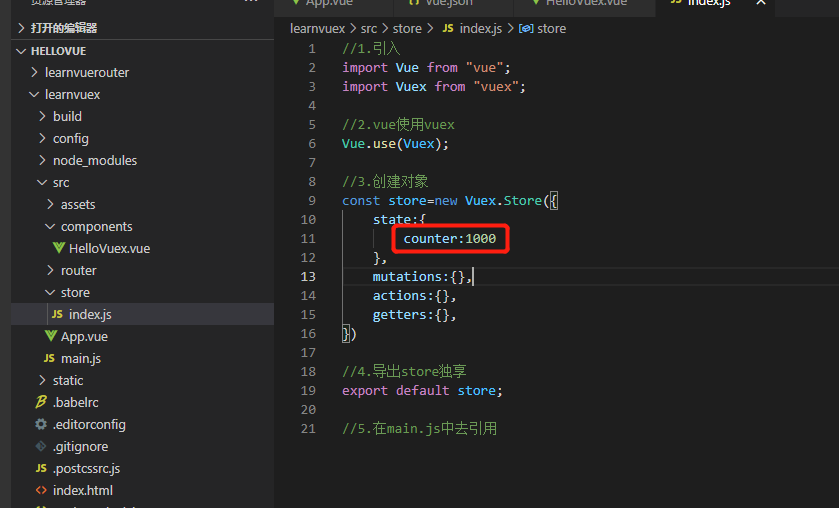 资源管理器
···
App.vue
Vue.json
HelloVuex.vue
JS index.js
打开的编辑器
learnvuex > src > store > JS index.js > store
HELLOVUE
learnvuerouter
learnvuex
build
config
node_modules
src
assets
components
HelloVuex.vue
router
store
JS index.js
App.vue
JS main.js
static
.babelrc
.editorconfig
.gitignore
JS .postcssrc.js
index.html
1 //1.引入
2 import Vue from "vue";
3 import Vuex from "vuex";
4
5 //2.vue使用vuex
6 Vue.use(Vuex);
7
8 //3.创建对象
9 const store=new Vuex.Store({
10 state:{
11 counter:1000
12 },
13 mutations:{},
14 actions:{},
15 getters:{},
16 })
17
18 //4.导出store独享
19 export default store;
20
21 //5.在main.js中去引用